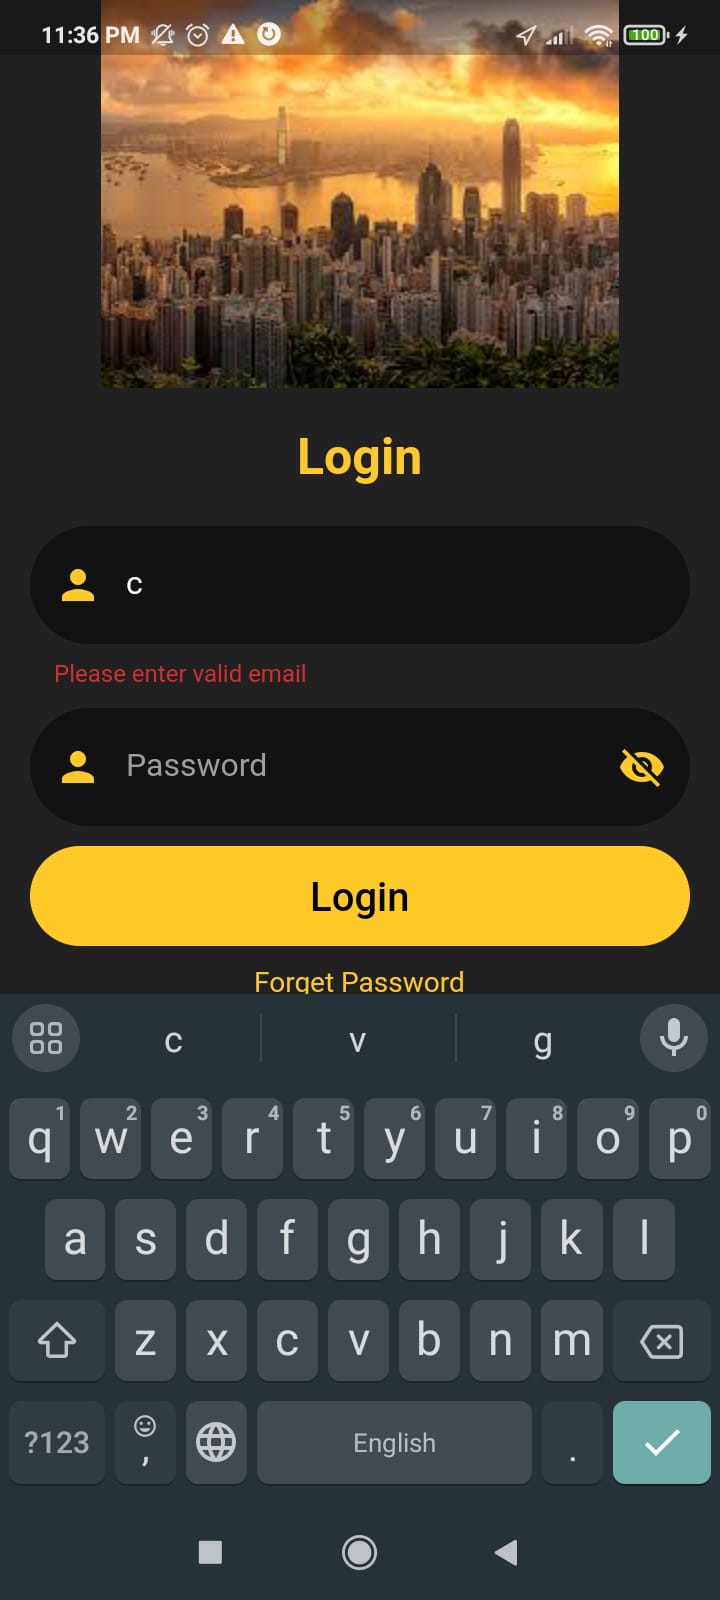 11:36 PM 100
Login
c
Please enter valid email
Password
Login
Forget Password
c v g
q 1 w 2 e 3 r 4 t 5 y 6 u 7 i 8 o 9 p 0
a s d f g h j k l
z x c v b n m
?123 , English .